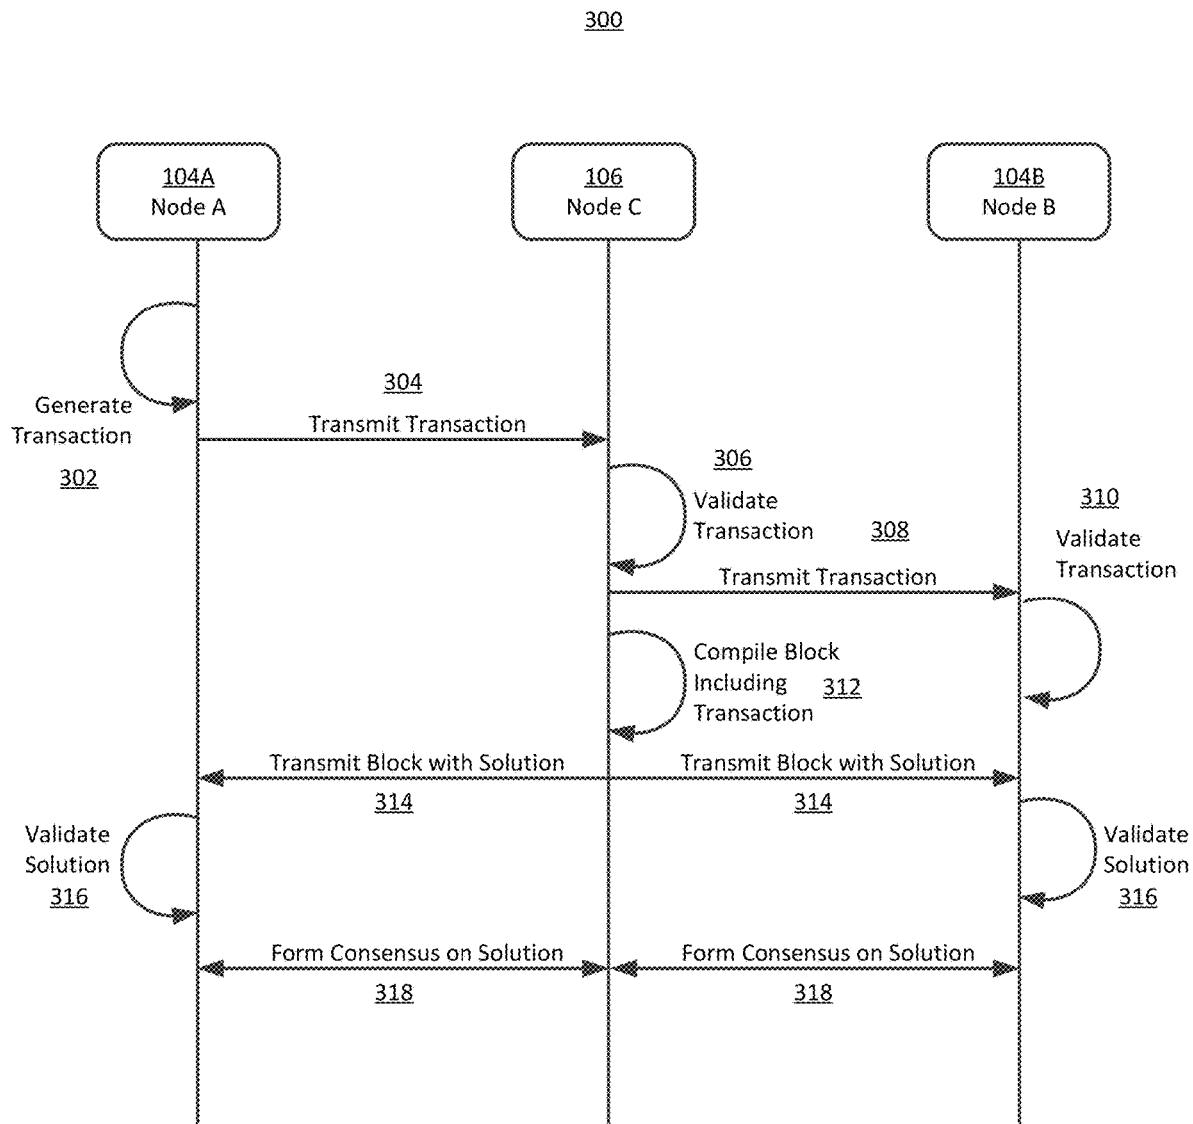 300
104A
Node A
106
Node C
104B
Node B
Generate
Transaction
302
304
Transmit Transaction
306
Validate
Transaction
308
Transmit Transaction
310
Validate
Transaction
Compile Block
Including
Transaction
312
Transmit Block with Solution
314
Transmit Block with Solution
314
Validate
Solution
316
Validate
Solution
316
Form Consensus on Solution
318
Form Consensus on Solution
318